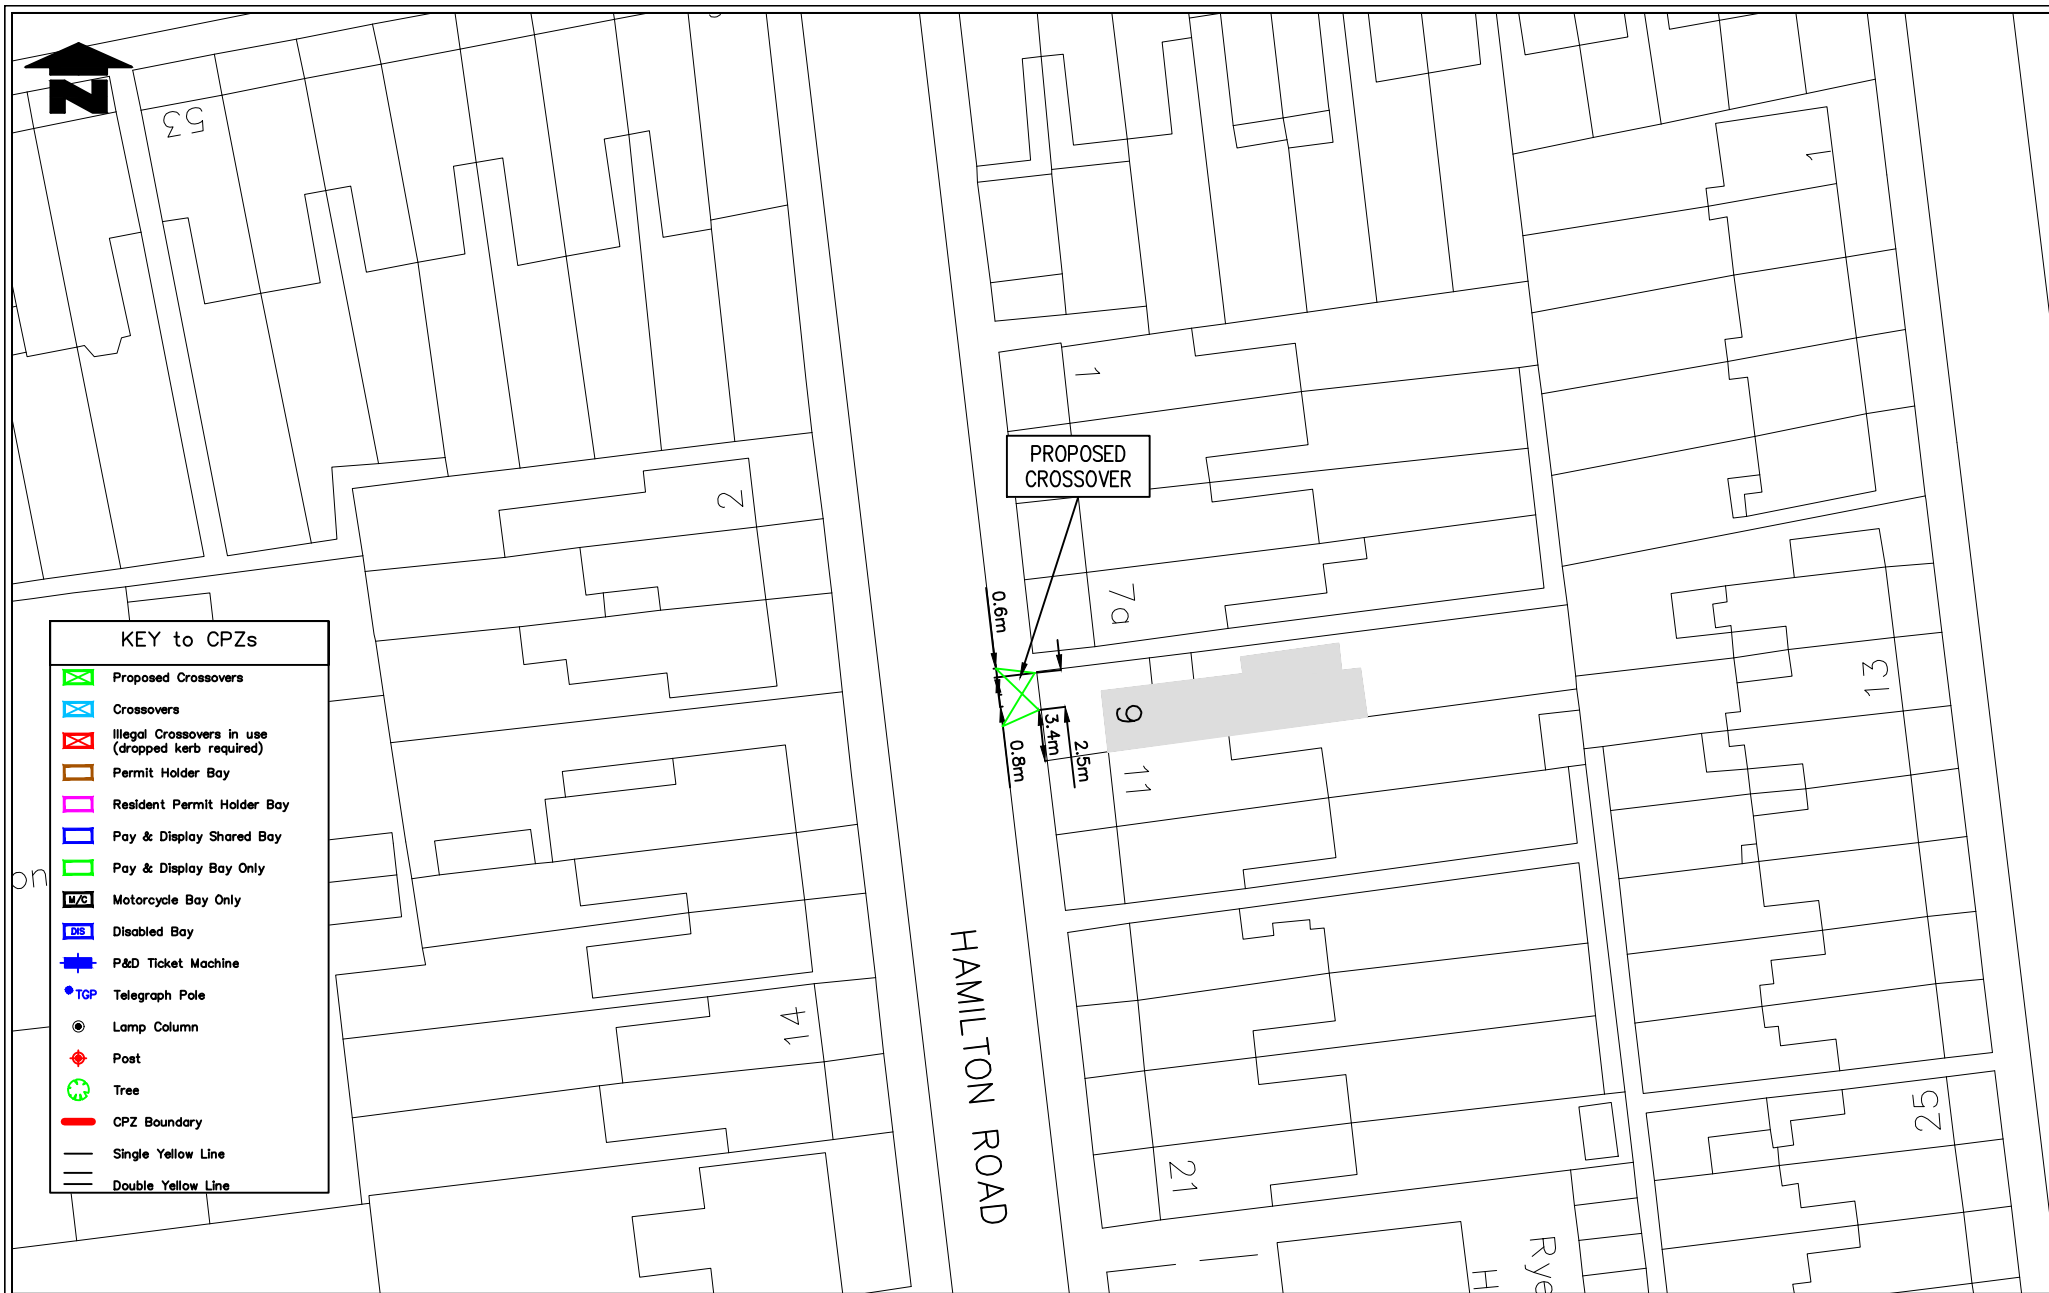 N
53
1
1
PROPOSED
CROSSOVER
2
7a
0.6m
KEY to CPZs
Proposed Crossovers
Crossovers
Illegal Crossovers in use
(dropped kerb required)
Permit Holder Bay
Resident Permit Holder Bay
Pay & Display Shared Bay
Pay & Display Bay Only
M/C Motorcycle Bay Only
DIS Disabled Bay
P&D Ticket Machine
TGP Telegraph Pole
Lamp Column
Post
Tree
CPZ Boundary
Single Yellow Line
Double Yellow Line
on
9
3.4m
2.5m
0.8m
11
13
HAMILTON ROAD
14
21
25
Rye
H